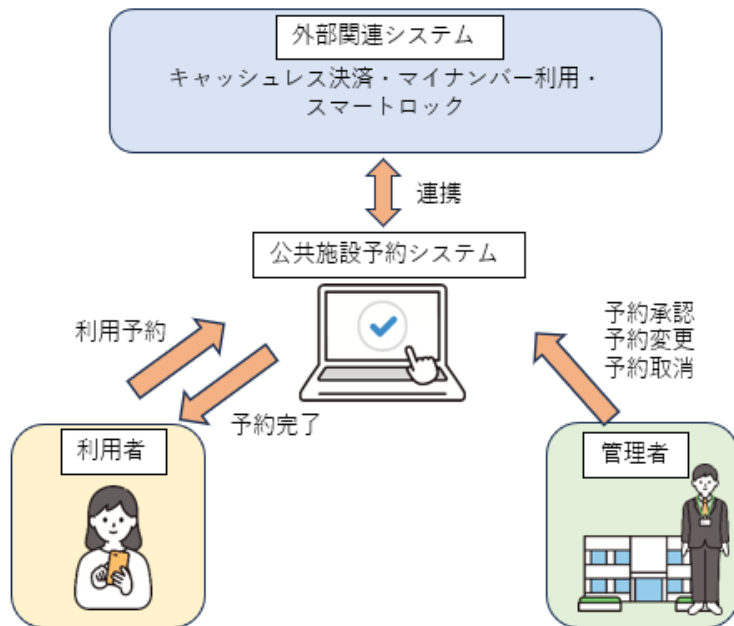 外部関連システム
キャッシュレス決済・マイナンバー利用・
スマートロック
連携
公共施設予約システム
利用予約
予約承認
予約変更
予約取消
予約完了
利用者
管理者